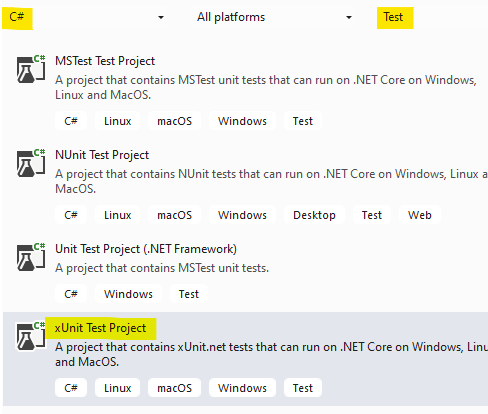 C# All platforms Test
C#
MSTest Test Project
A project that contains MSTest unit tests that can run on .NET Core on Windows,
Linux and MacOS.
C# Linux macOS Windows Test
C#
NUnit Test Project
A project that contains NUnit tests that can run on .NET Core on Windows, Linux a
MacOS.
C# Linux macOS Windows Desktop Test Web
C#
Unit Test Project (.NET Framework)
A project that contains MSTest unit tests.
C# Windows Test
C#
xUnit Test Project
A project that contains xUnit.net tests that can run on .NET Core on Windows, Linu
and MacOS.
C# Linux macOS Windows Test